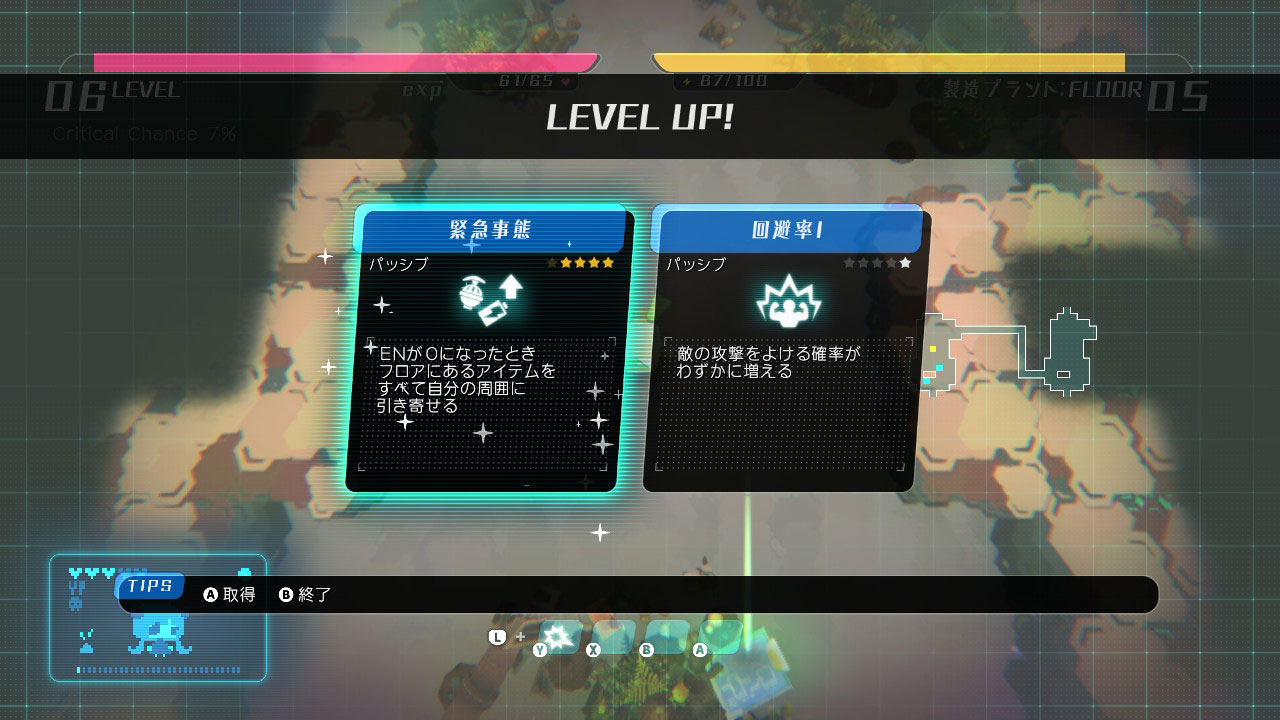 61/65
87/100
06 LEVEL
exp
製造プラント:FLOOR 05
Critical Chance 7%
LEVEL UP!
緊急事態
パッシブ
ENが0になったとき
フロアにあるアイテムを
すべて自分の周囲に
引き寄せる
回避率I
パッシブ
敵の攻撃をよける確率が
わずかに増える
TIPS
A 取得 B 終了
L + Y X B A